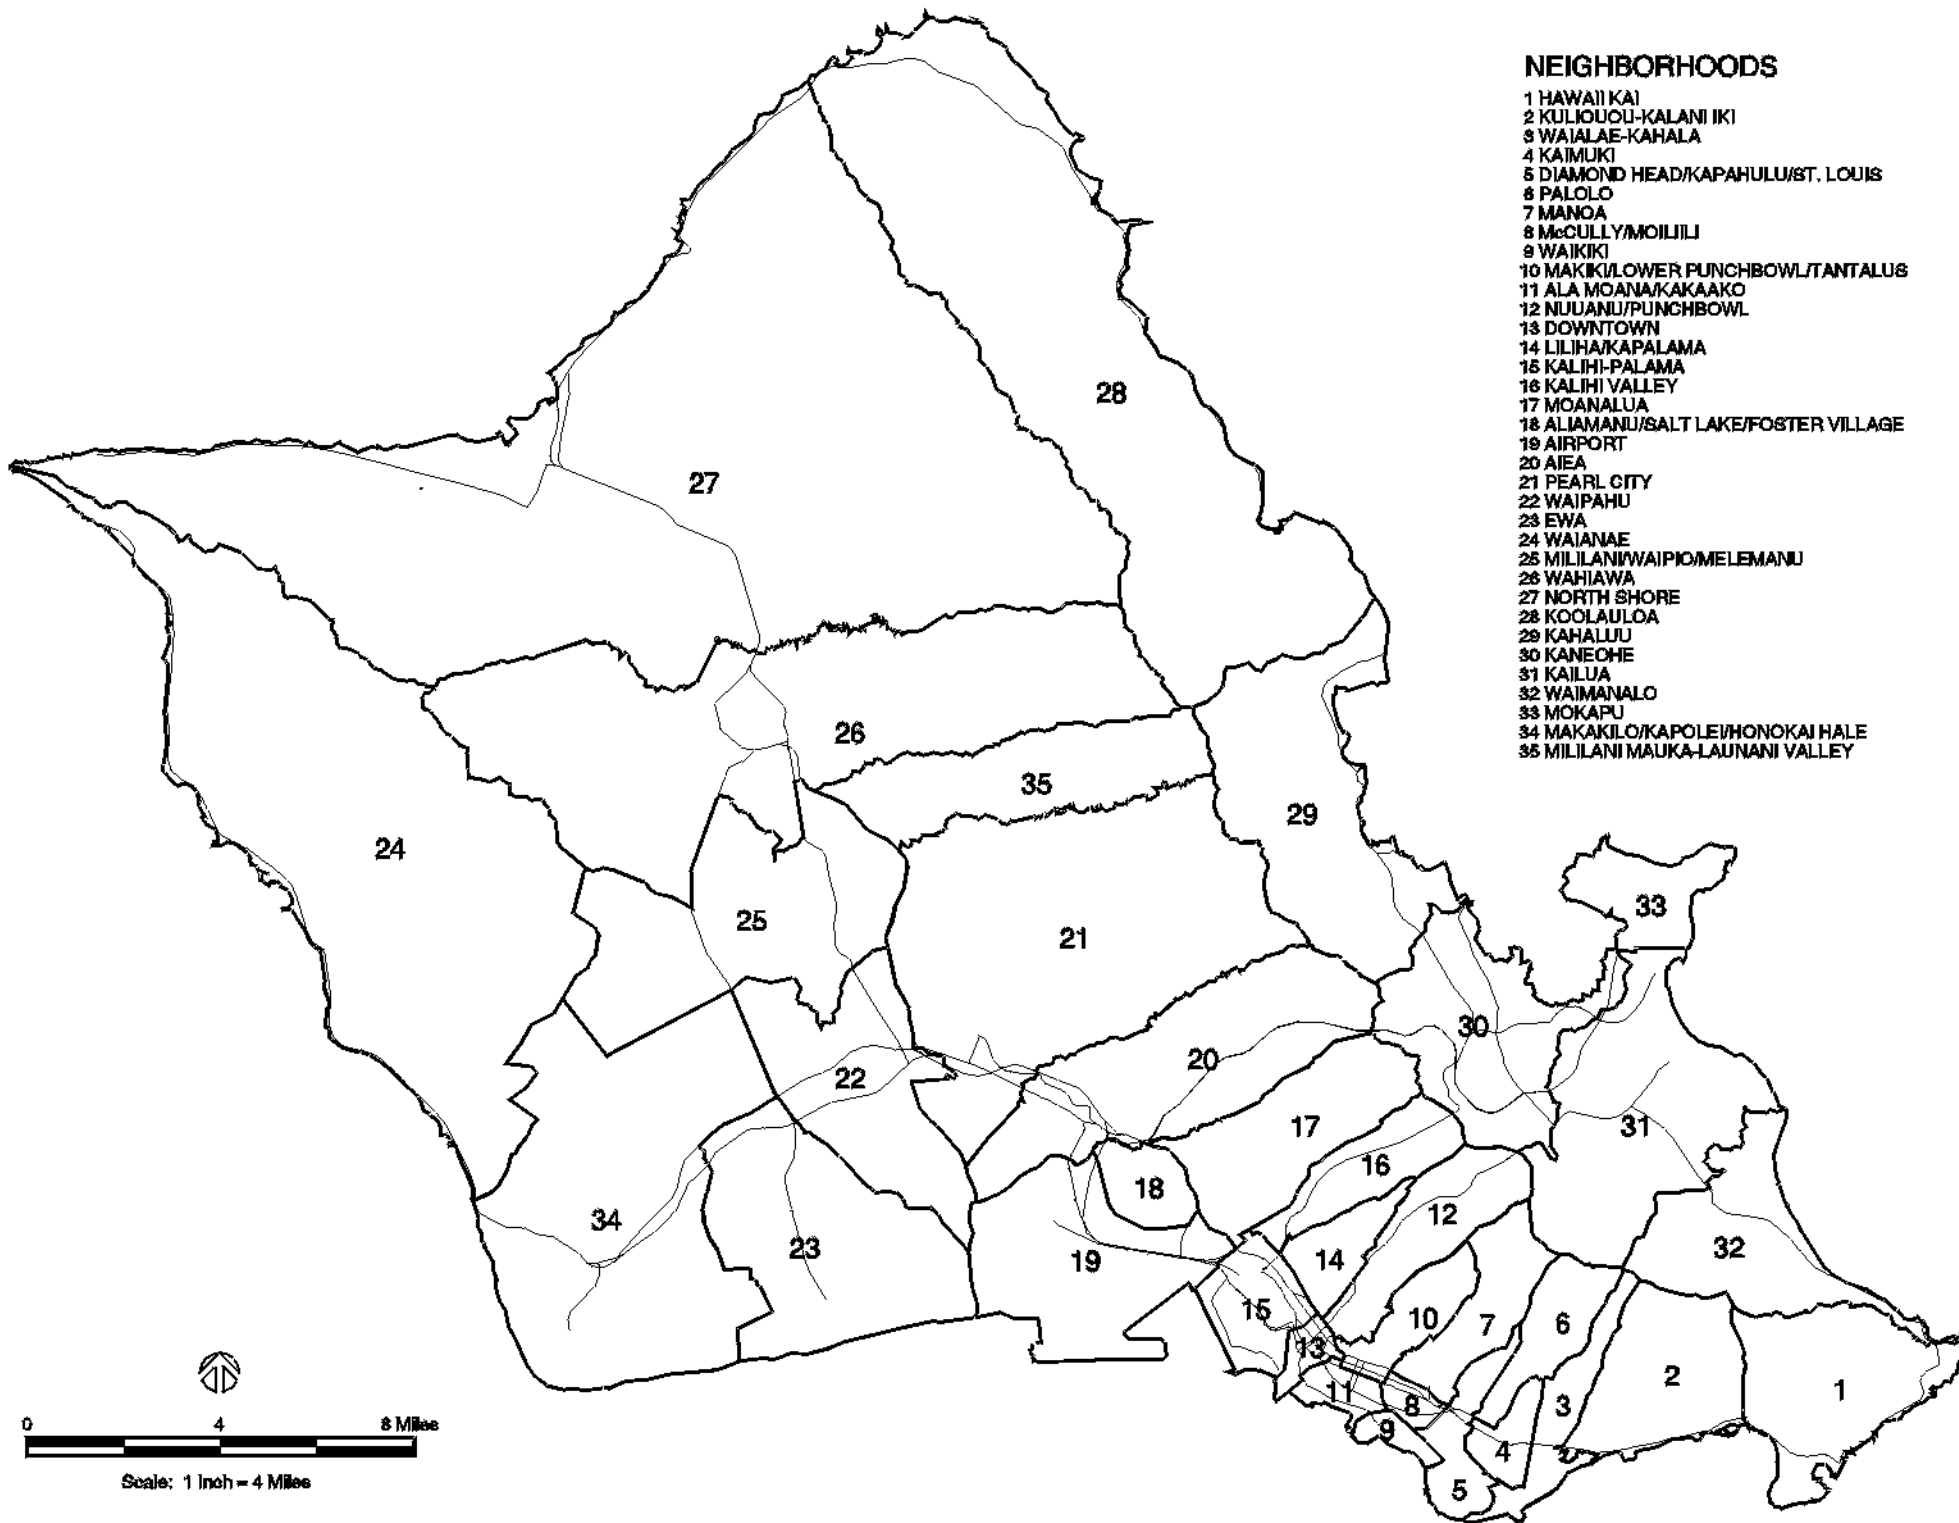 NEIGHBORHOODS
1 HAWAII KAI
2 KULIOUOU-KALANI IKI
3 WAIALAE-KAHALA
4 KAIMUKI
5 DIAMOND HEAD/KAPAHULU/ST. LOUIS
6 PALOLO
7 MANOA
8 McCULLY/MOILIILI
9 WAIKIKI
10 MAKIKI/LOWER PUNCHBOWL/TANTALUS
11 ALA MOANA/KAKAAKO
12 NUUANU/PUNCHBOWL
13 DOWNTOWN
14 LILIHA/KAPALAMA
15 KALIHI-PALAMA
16 KALIHI VALLEY
17 MOANALUA
18 ALIAMANU/SALT LAKE/FOSTER VILLAGE
19 AIRPORT
20 AIEA
21 PEARL CITY
22 WAIPAHU
23 EWA
24 WAIANAE
25 MILILANI/WAIPIO/MELEMANU
26 WAHIAWA
27 NORTH SHORE
28 KOOLAULOA
29 KAHALUU
30 KANEOHE
31 KAILUA
32 WAIMANALO
33 MOKAPU
34 MAKAKILO/KAPOLEI/HONOKAI HALE
35 MILILANI MAUKA-LAUNANI VALLEY
28
27
26
35
29
24
33
25
21
30
20
22
31
17
16
18
12
34
23
32
19
14
15
10
7
6
13
2
1
11
8
3
9
4
5
0 4 8 Miles
Scale: 1 Inch = 4 Miles